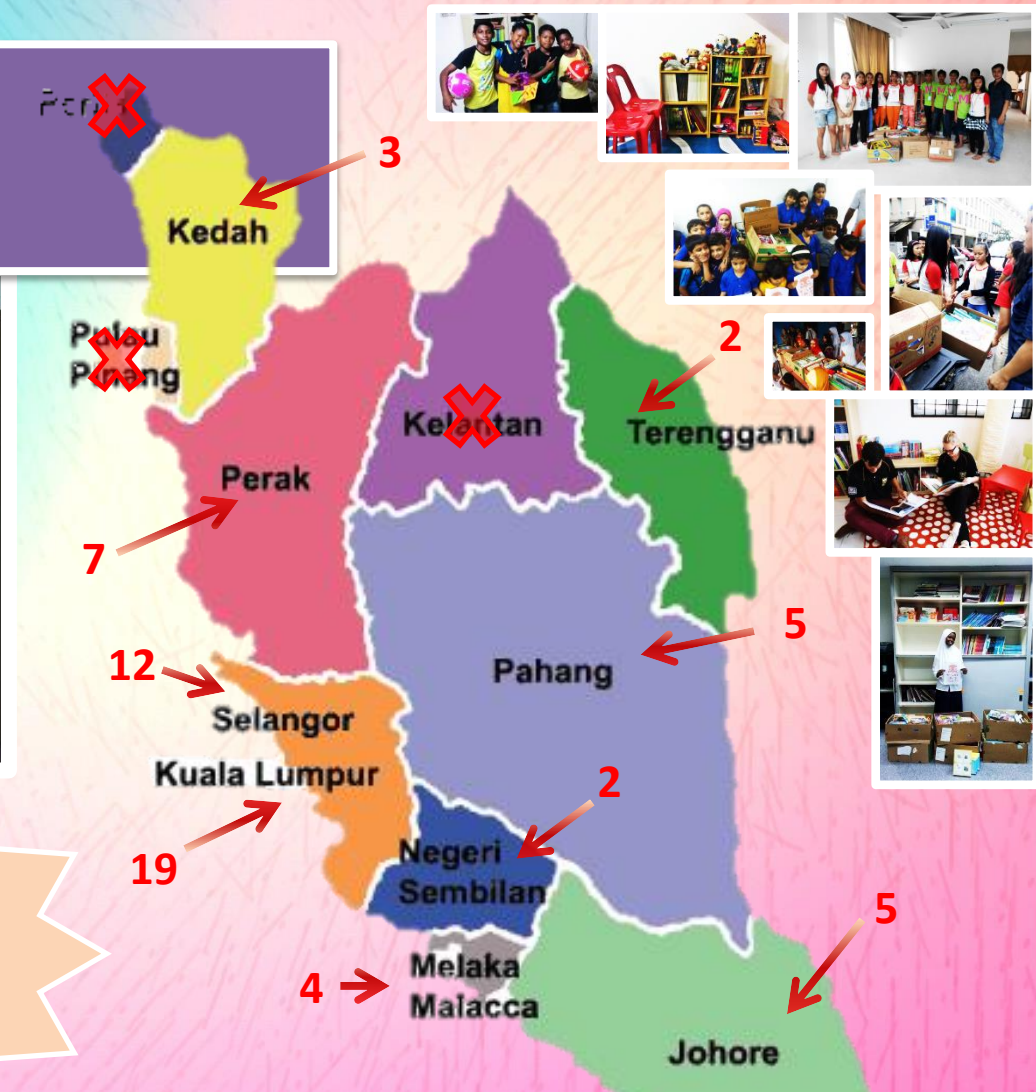 3
Kedah
Pulau
Pinang
2
Kelantan
Terengganu
Perak
7
5
12
Pahang
Selangor
Kuala Lumpur
2
19
Negeri
Sembilan
5
4
Melaka
Malacca
Johore